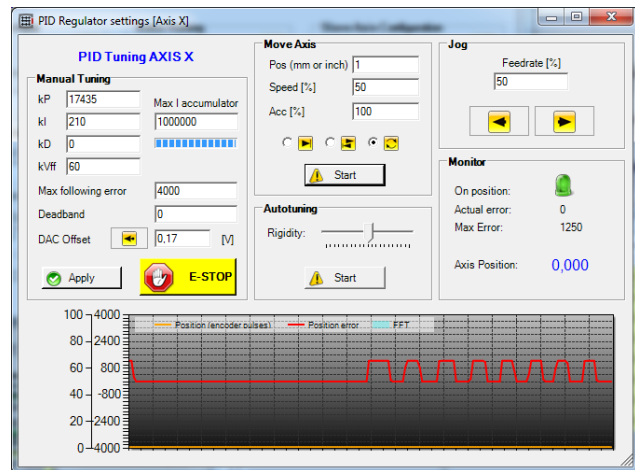 PID Regulator settings [Axis X]
PID Tuning AXIS X
Manual Tuning
kP 17435 Max I accumulator
kI 210 1000000
kD 0
kVff 60
Max following error 4000
Deadband 0
DAC Offset 0,17 [V]
Apply E-STOP
Move Axis
Pos (mm or inch) 1
Speed [%] 50
Acc [%] 100
Start
Autotuning
Rigidity:
Start
Jog
Feedrate [%]
50
Monitor
On position:
Actual error: 0
Max Error: 1250
Axis Position: 0,000
Position (encoder pulses) Position error FFT
100 4000
80 2400
60 800
40 -800
20 -2400
0 -4000